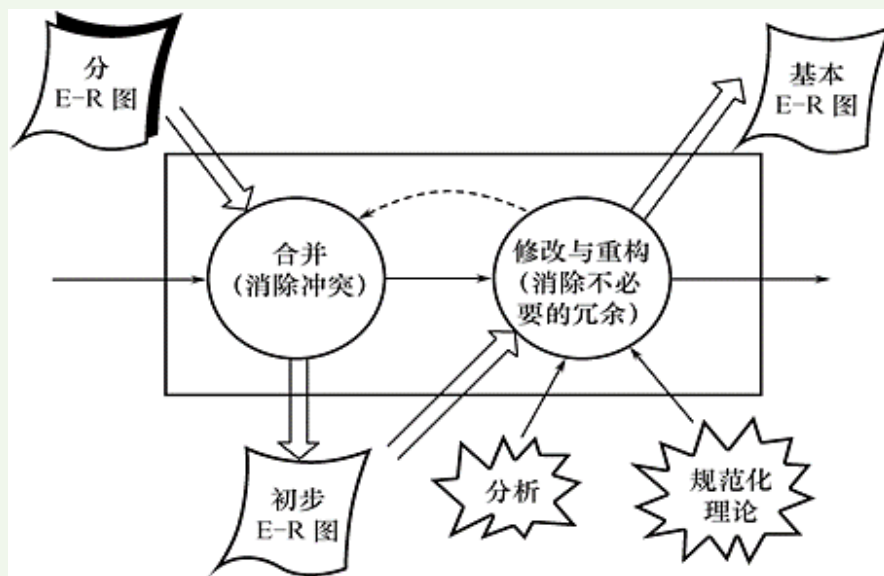 分
E-R 图
基本
E-R 图
合并
(消除冲突)
修改与重构
(消除不必
要的冗余)
初步
E-R 图
分析
规范化
理论